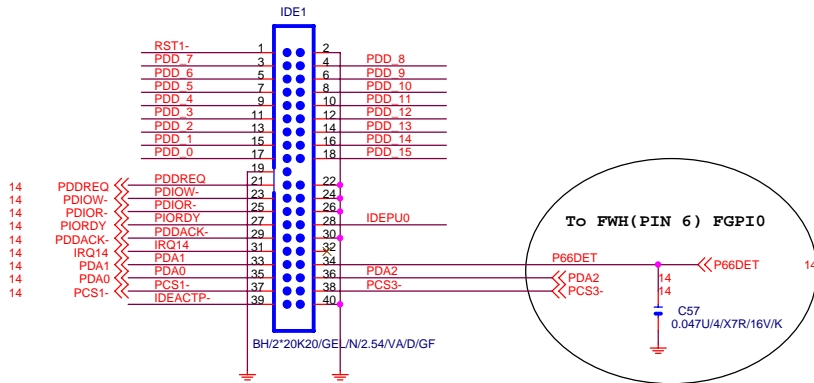 IDE1
RST1- 1 2
PDD_7 3 4 PDD_8
PDD_6 5 6 PDD_9
PDD_5 7 8 PDD_10
PDD_4 9 10 PDD_11
PDD_3 11 12 PDD_12
PDD_2 13 14 PDD_13
PDD_1 15 16 PDD_14
PDD_0 17 18 PDD_15
19
14 PDDREQ PDDREQ 21 22
14 PDIOW- PDIOW- 23 24
14 PDIOR- PDIOR- 25 26
14 PIORDY PIORDY 27 28 IDEPU0
14 PDDACK- PDDACK- 29 30
14 IRQ14 IRQ14 31 32
14 PDA1 PDA1 33 34 P66DET P66DET 14
14 PDA0 PDA0 35 36 PDA2 PDA2 14
14 PCS1- PCS1- 37 38 PCS3- PCS3- 14
IDEACTP- 39 40
To FWH(PIN 6) FGPI0
C57
0.047U/4/X7R/16V/K
BH/2*20K20/GEL/N/2.54/VA/D/GF